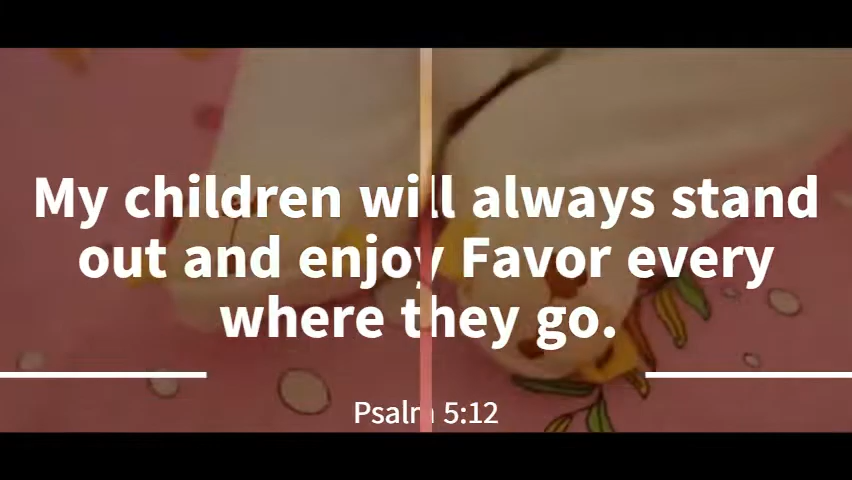 My children will always stand
out and enjoy Favor every
where they go.
Psalm 5:12